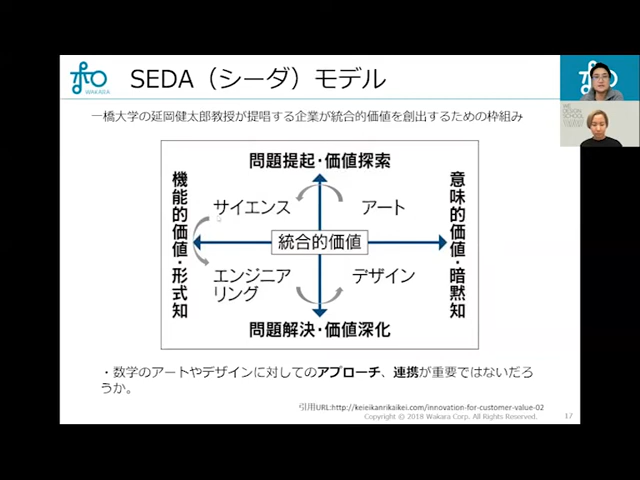 WAKARA
SEDA（シーダ）モデル
一橋大学の延岡健太郎教授が提唱する企業が統合的価値を創出するための枠組み
問題提起・価値探索
機能的価値・形式知
意味的価値・暗黙知
サイエンス
アート
統合的価値
エンジニア
リング
デザイン
問題解決・価値深化
・数学のアートやデザインに対してのアプローチ、連携が重要ではないだろ
うか。
引用URL:http://keieikanrikaikei.com/innovation-for-customer-value-02
Copyright © 2018 Wakara Corp. All Rights Reserved.
17